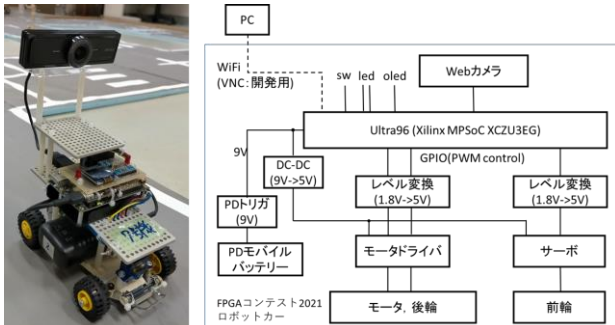 PC
WiFi
(VNC：開発用)
sw led oled
Webカメラ
Ultra96 (Xilinx MPSoC XCZU3EG)
GPIO(PWM control)
9V
DC-DC
(9V->5V)
レベル変換
(1.8V->5V)
レベル変換
(1.8V->5V)
PDトリガ
(9V)
モータドライバ
サーボ
PDモバイル
バッテリー
FPGAコンテスト2021
ロボットカー
モータ，後輪
前輪